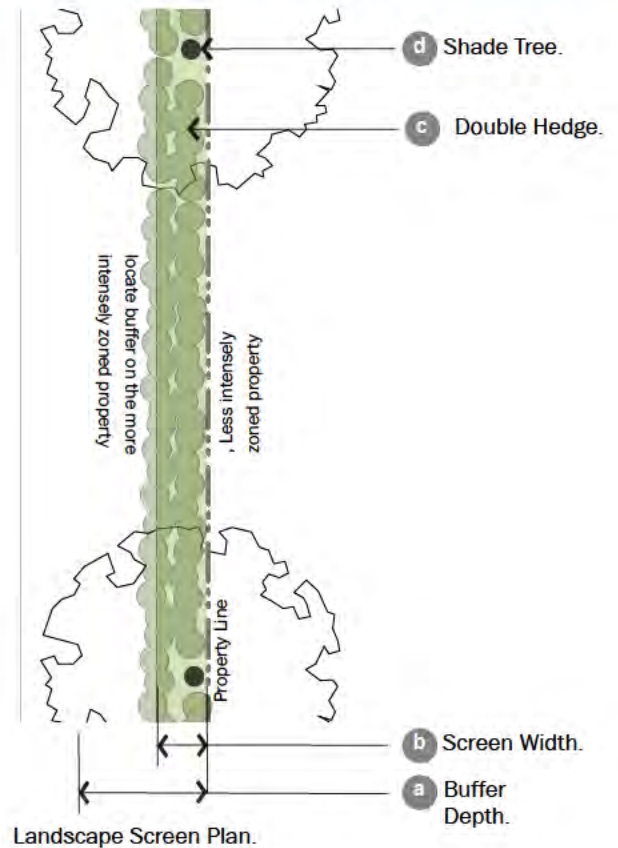 d Shade Tree.
c Double Hedge.
locate buffer on the more
intensely zoned property
, Less intensely
zoned property
Property Line
b Screen Width.
a Buffer
Depth.
Landscape Screen Plan.